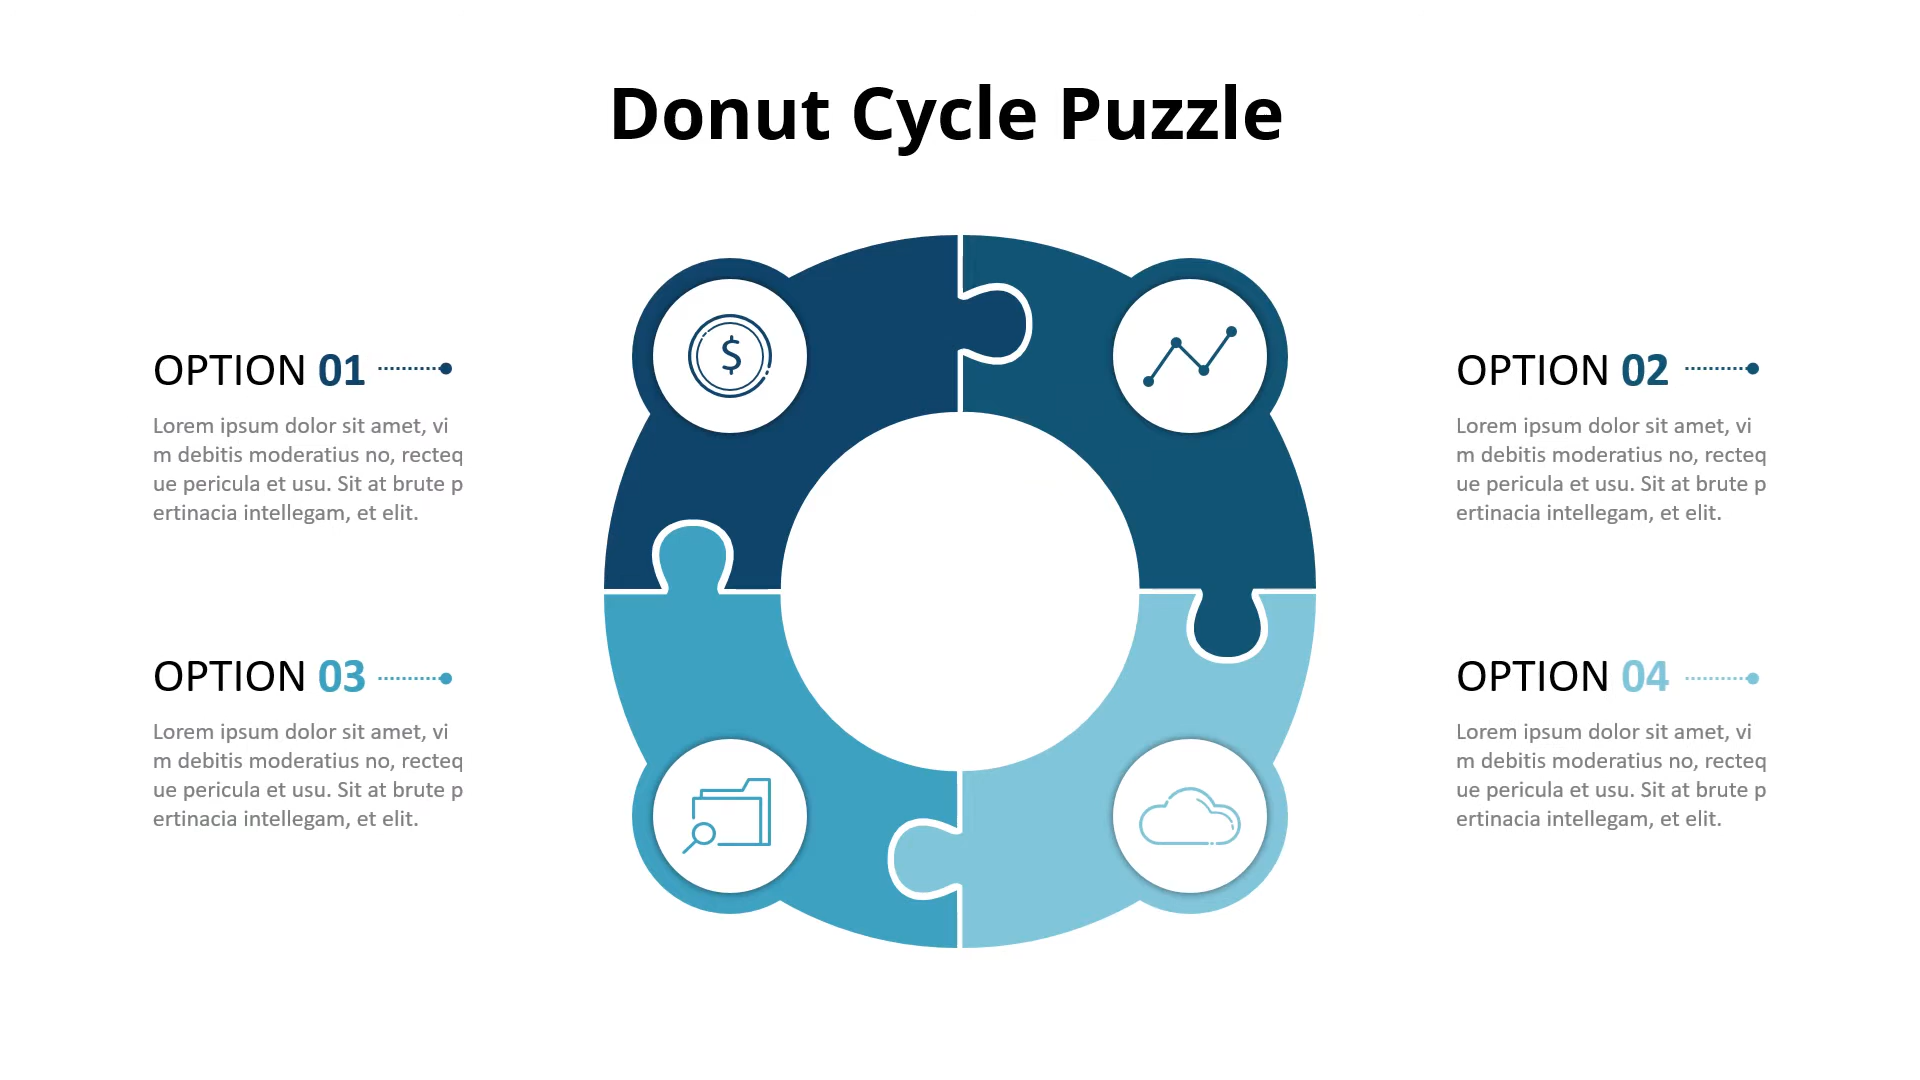 Donut Cycle Puzzle
OPTION 01
Lorem ipsum dolor sit amet, vi
m debitis moderatius no, recteq
ue pericula et usu. Sit at brute p
ertinacia intellegam, et elit.
OPTION 02
Lorem ipsum dolor sit amet, vi
m debitis moderatius no, recteq
ue pericula et usu. Sit at brute p
ertinacia intellegam, et elit.
OPTION 03
Lorem ipsum dolor sit amet, vi
m debitis moderatius no, recteq
ue pericula et usu. Sit at brute p
ertinacia intellegam, et elit.
OPTION 04
Lorem ipsum dolor sit amet, vi
m debitis moderatius no, recteq
ue pericula et usu. Sit at brute p
ertinacia intellegam, et elit.
$